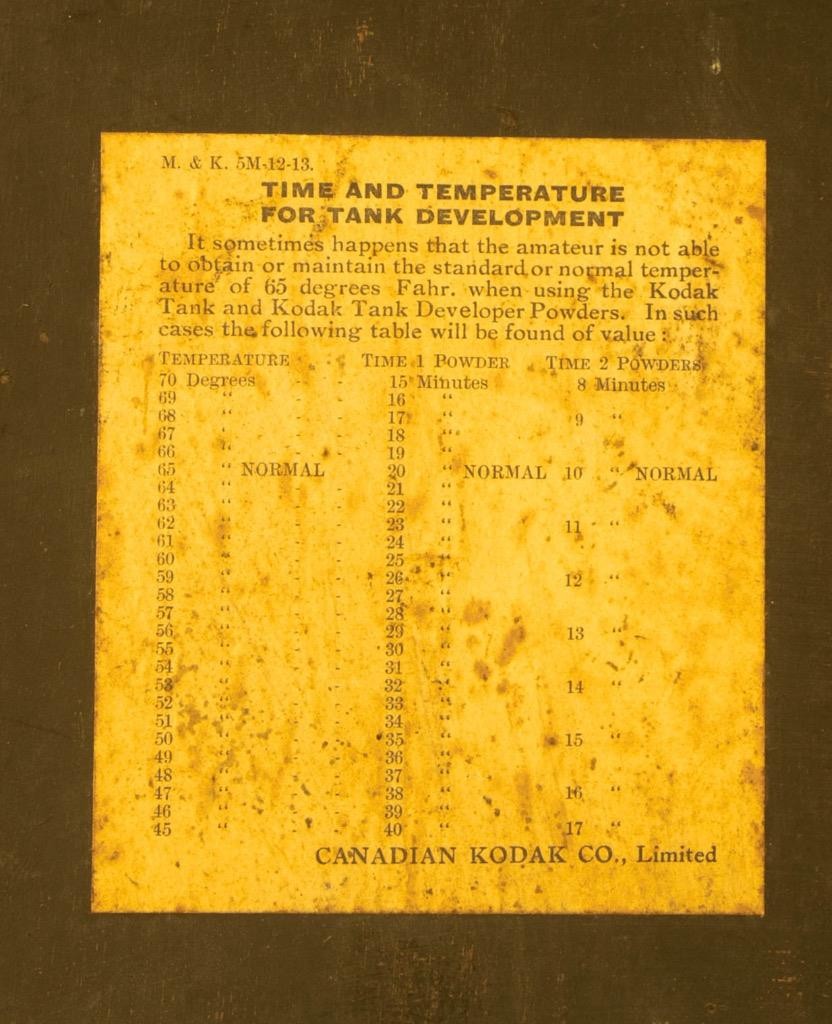 M. & K. 5M-12-13.
TIME AND TEMPERATURE
FOR TANK DEVELOPMENT
It sometimes happens that the amateur is not able
to obtain or maintain the standard or normal temper-
ature of 65 degrees Fahr. when using the Kodak
Tank and Kodak Tank Developer Powders. In such
cases the following table will be found of value:
TEMPERATURE - - TIME 1 POWDER TIME 2 POWDERS
70 Degrees - - 15 Minutes 8 Minutes
69 " - - 16 "
68 " - - 17 " 9 "
67 " - - 18 "
66 " - - 19 "
65 " NORMAL 20 " NORMAL 10 " NORMAL
64 " - - 21 "
63 " - - 22 "
62 " - - 23 " 11 "
61 " - - 24 "
60 " - - 25 "
59 " - - 26 " 12 "
58 " - - 27 "
57 " - - 28 "
56 " - - 29 " 13 "
55 " - - 30 "
54 " - - 31 "
53 " - - 32 " 14 "
52 " - - 33 "
51 " - - 34 "
50 " - - 35 " 15 "
49 " - - 36 "
48 " - - 37 "
47 " - - 38 " 16 "
46 " - - 39 "
45 " - - 40 " 17 "
CANADIAN KODAK CO., Limited